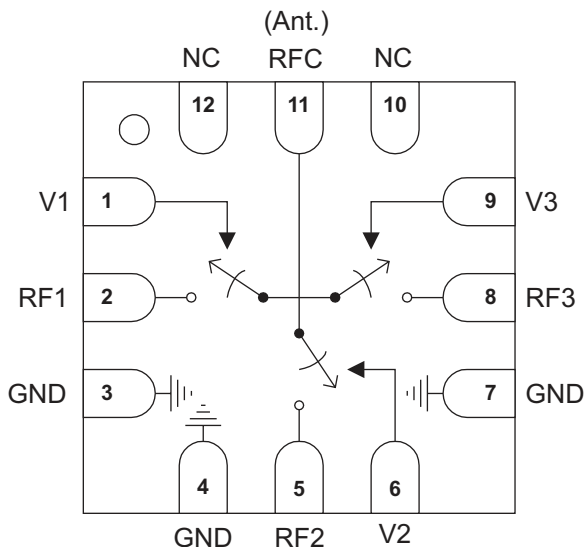 (Ant.)
NC RFC NC
12 11 10
V1 1 9 V3
RF1 2 8 RF3
GND 3 7 GND
4 5 6
GND RF2 V2